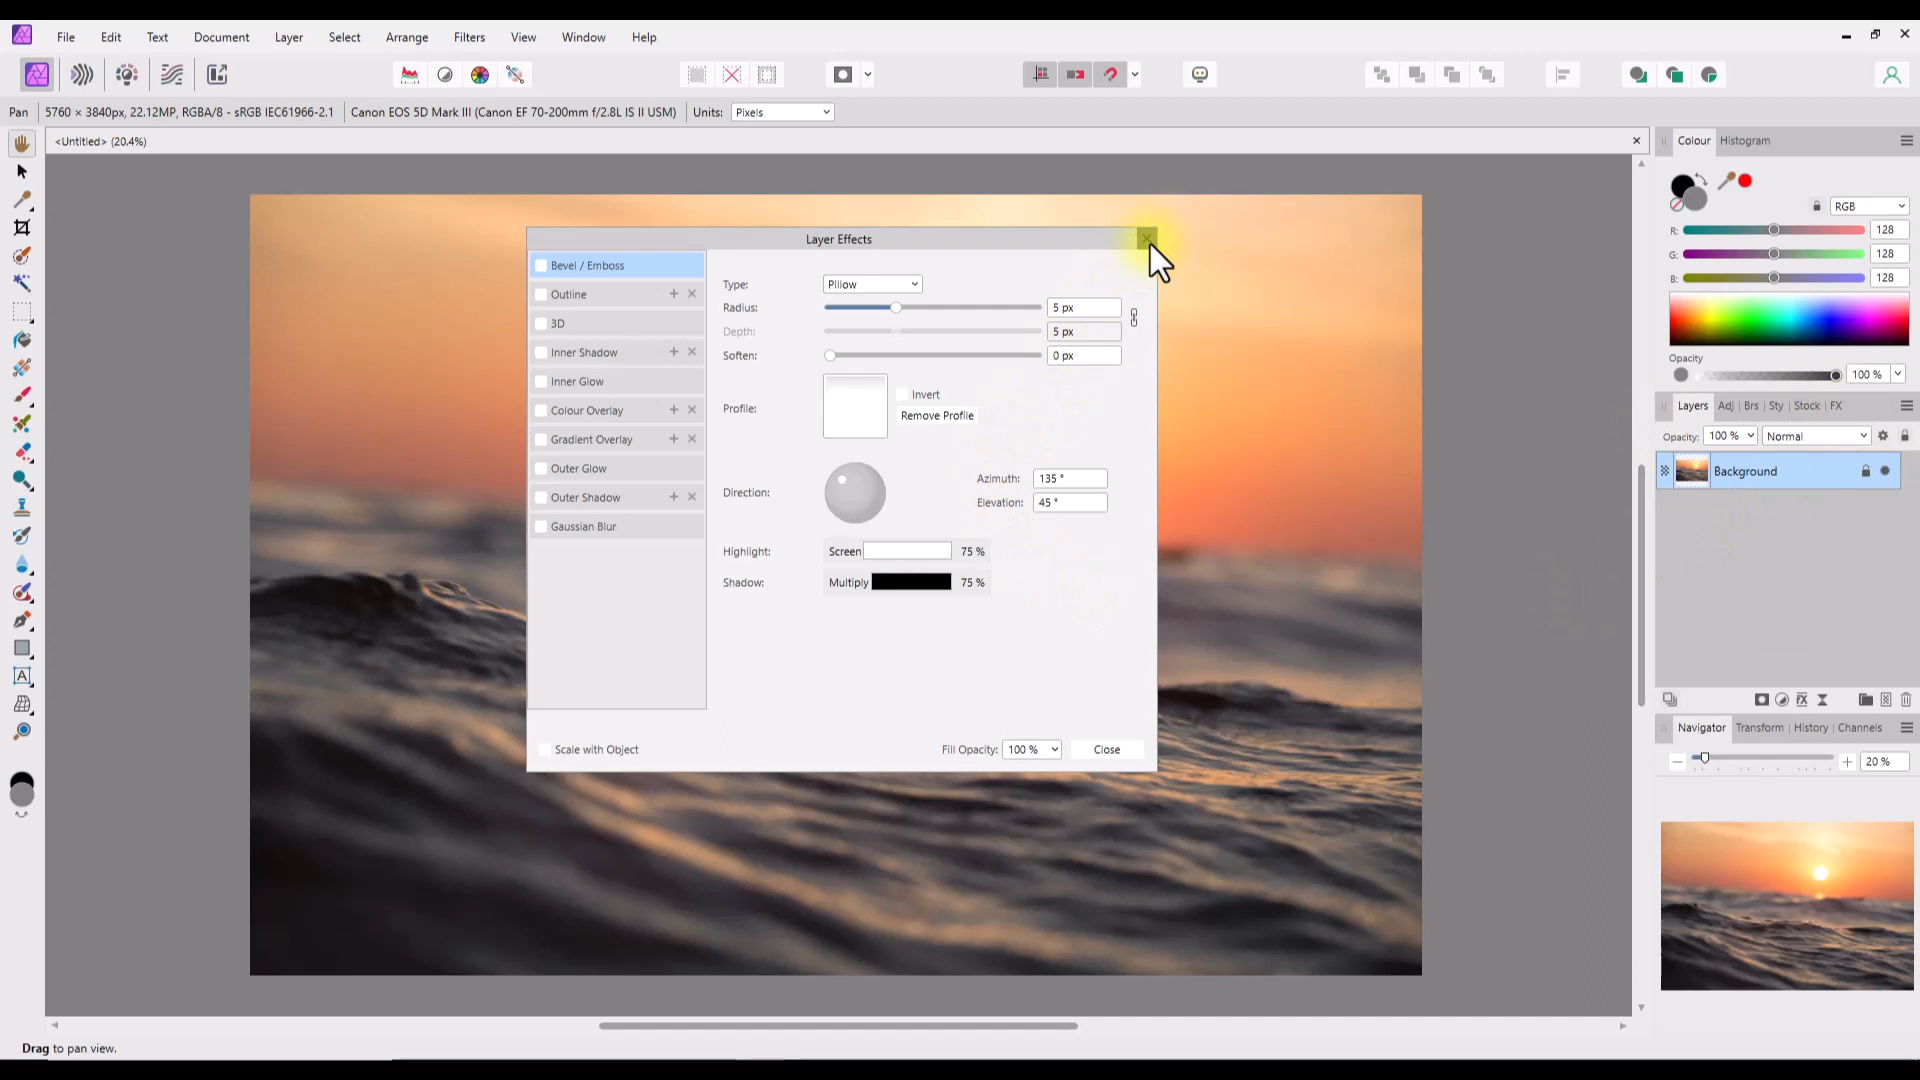 File Edit Text Document Layer Select Arrange Filters View Window Help
Pan 5760 × 3840px, 22.12MP, RGBA/8 - sRGB IEC61966-2.1 Canon EOS 5D Mark III (Canon EF 70-200mm f/2.8L IS II USM) Units: Pixels
<Untitled> (20.4%)
Colour Histogram
RGB
R: 128
G: 128
B: 128
Opacity
100 %
Layers Adj Brs Sty Stock FX
Opacity: 100 % Normal
Background
Navigator Transform History Channels
20 %
Layer Effects
Bevel / Emboss
Outline
3D
Inner Shadow
Inner Glow
Colour Overlay
Gradient Overlay
Outer Glow
Outer Shadow
Gaussian Blur
Type: Pillow
Radius: 5 px
Depth: 5 px
Soften: 0 px
Profile:
Invert
Remove Profile
Direction:
Azimuth: 135 °
Elevation: 45 °
Highlight: Screen 75 %
Shadow: Multiply 75 %
Scale with Object
Fill Opacity: 100 % Close
Drag to pan view.